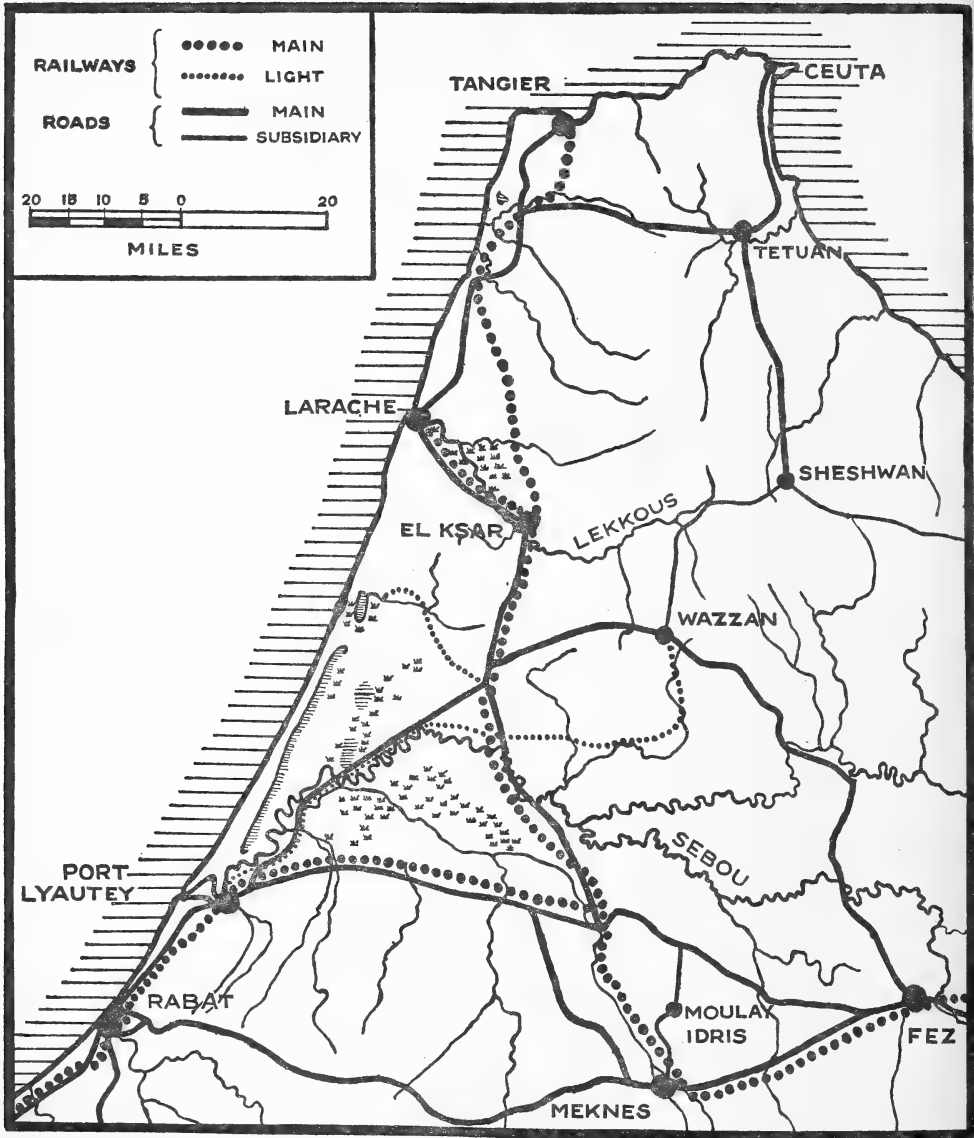 RAILWAYS
MAIN
LIGHT
ROADS
MAIN
SUBSIDIARY
20 15 10 5 0 20
MILES
TANGIER
CEUTA
TETUAN
LARACHE
SHESHWAN
EL KSAR
LEKKOUS
WAZZAN
SEBOU
PORT
LYAUTEY
RABAT
MOULAY
IDRIS
FEZ
MEKNES